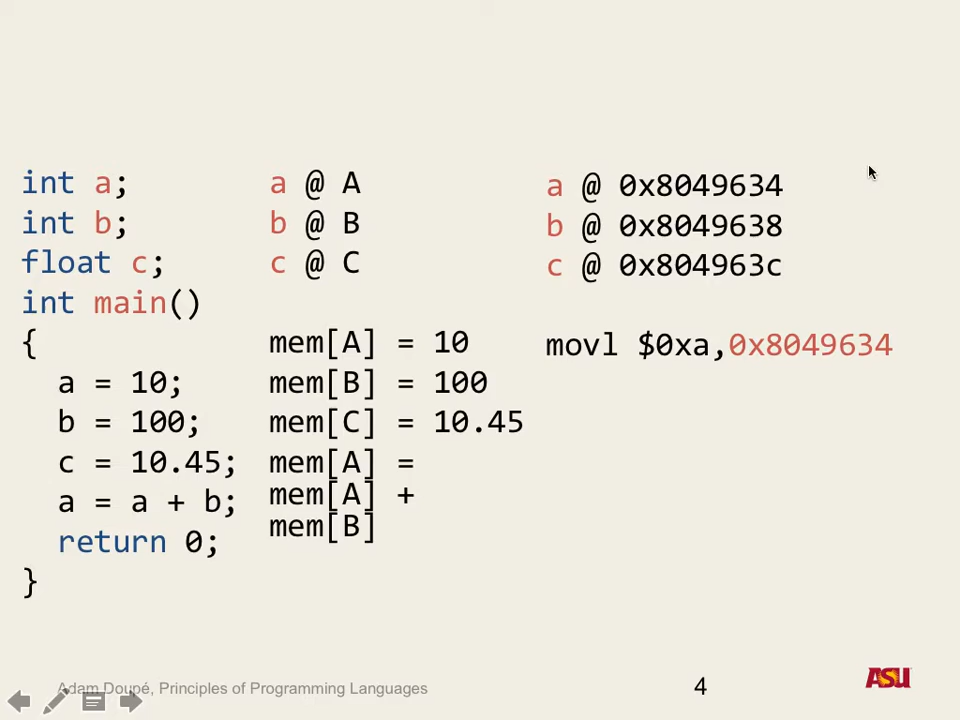 int a;
int b;
float c;
int main()
{
a = 10;
b = 100;
c = 10.45;
a = a + b;
return 0;
}
a @ A
b @ B
c @ C
mem[A] = 10
mem[B] = 100
mem[C] = 10.45
mem[A] =
mem[A] +
mem[B]
a @ 0x8049634
b @ 0x8049638
c @ 0x804963c
movl $0xa,0x8049634
Adam Doupé, Principles of Programming Languages
4
ASU